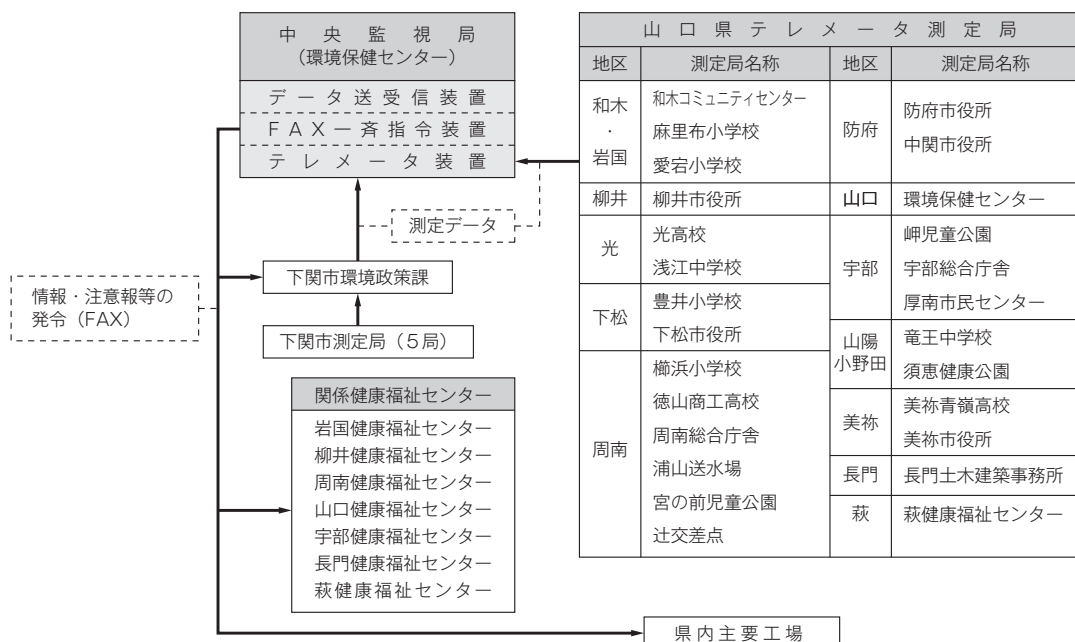 中央監視局
（環境保健センター）
データ送受信装置
FAX一斉指令装置
テレメータ装置
測定データ
情報・注意報等の
発令（FAX）
下関市環境政策課
下関市測定局（5局）
関係健康福祉センター
岩国健康福祉センター
柳井健康福祉センター
周南健康福祉センター
山口健康福祉センター
宇部健康福祉センター
長門健康福祉センター
萩健康福祉センター
県内主要工場
山口県テレメータ測定局
地区 測定局名称 地区 測定局名称
和木
・
岩国
和木コミュニティセンター
麻里布小学校
愛宕小学校
柳井
柳井市役所
光
光高校
浅江中学校
下松
豊井小学校
下松市役所
周南
櫛浜小学校
徳山商工高校
周南総合庁舎
浦山送水場
宮の前児童公園
辻交差点
防府
防府市役所
中関市役所
山口
環境保健センター
宇部
岬児童公園
宇部総合庁舎
厚南市民センター
山陽
小野田
竜王中学校
須恵健康公園
美祢
美祢青嶺高校
美祢市役所
長門
長門土木建築事務所
萩
萩健康福祉センター